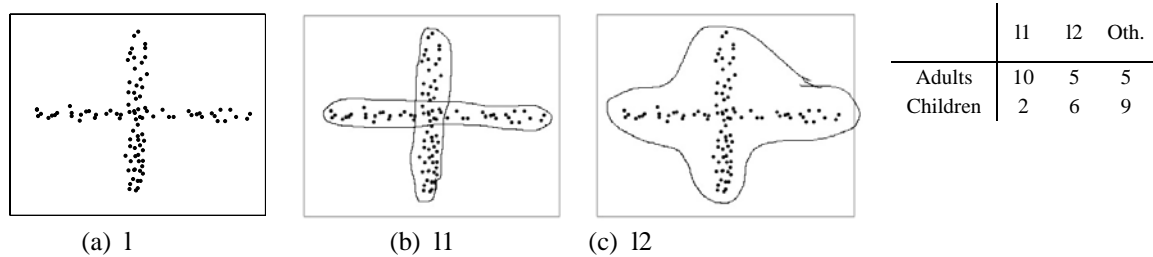 l1 l2 Oth.
Adults 10 5 5
Children 2 6 9
(a) l
(b) l1
(c) l2